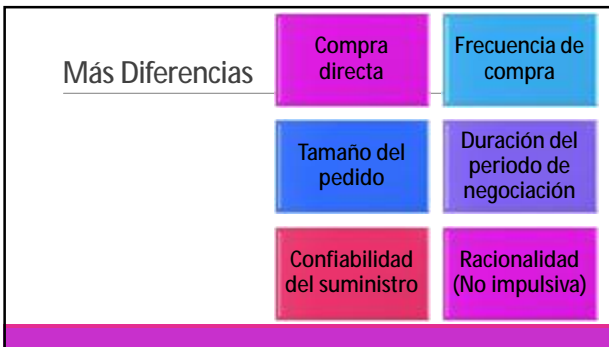 Más Diferencias
Compra
directa
Frecuencia de
compra
Tamaño del
pedido
Duración del
periodo de
negociación
Confiabilidad
del suministro
Racionalidad
(No impulsiva)